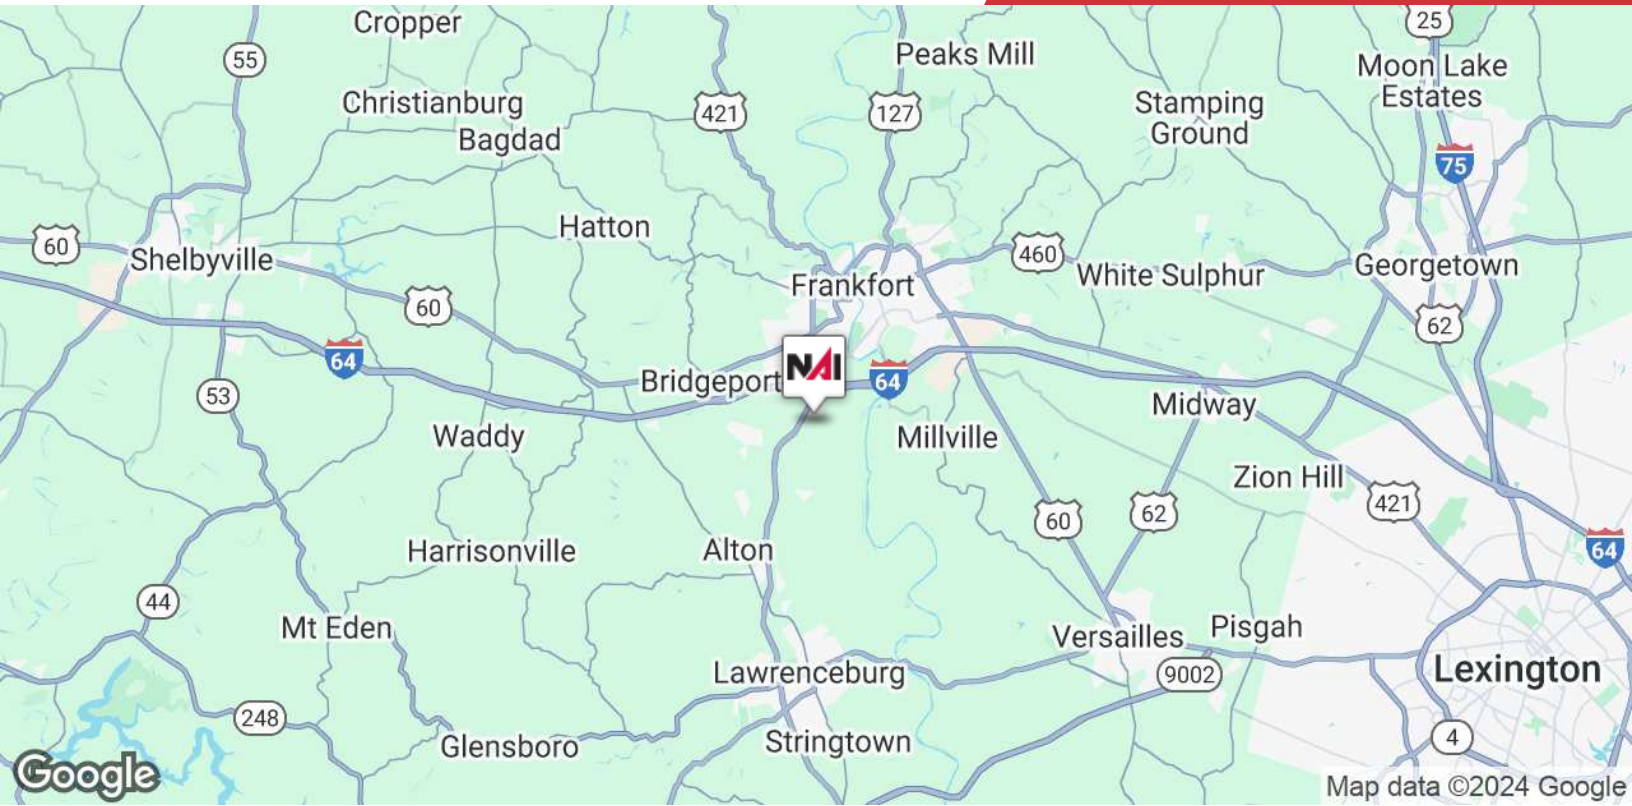 Cropper
25
55
Peaks Mill
Moon Lake
Estates
Christianburg
421
127
Stamping
Ground
Bagdad
75
Hatton
60
Shelbyville
460
White Sulphur
Georgetown
Frankfort
60
62
64
NAI
64
Bridgeport
53
Midway
Waddy
Millville
Zion Hill
421
60
62
Harrisonville
Alton
64
44
Mt Eden
Versailles
Pisgah
Lawrenceburg
9002
Lexington
248
Glensboro
Stringtown
4
Google
Map data ©2024 Google